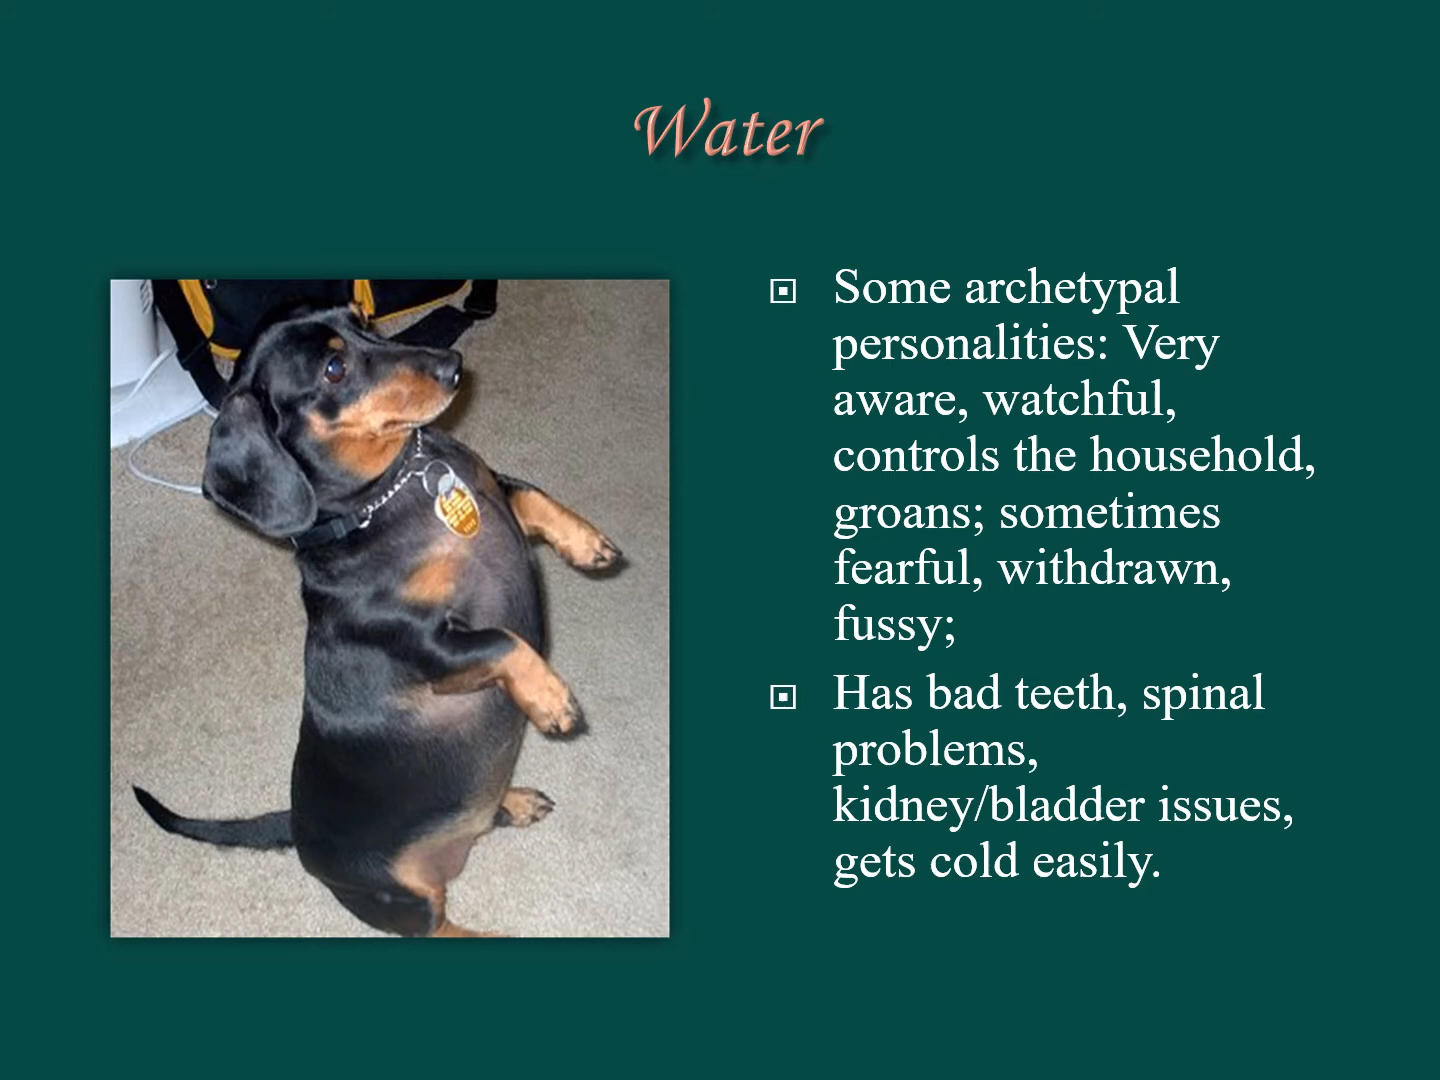 Water
Some archetypal
personalities: Very
aware, watchful,
controls the household,
groans; sometimes
fearful, withdrawn,
fussy;
Has bad teeth, spinal
problems,
kidney/bladder issues,
gets cold easily.